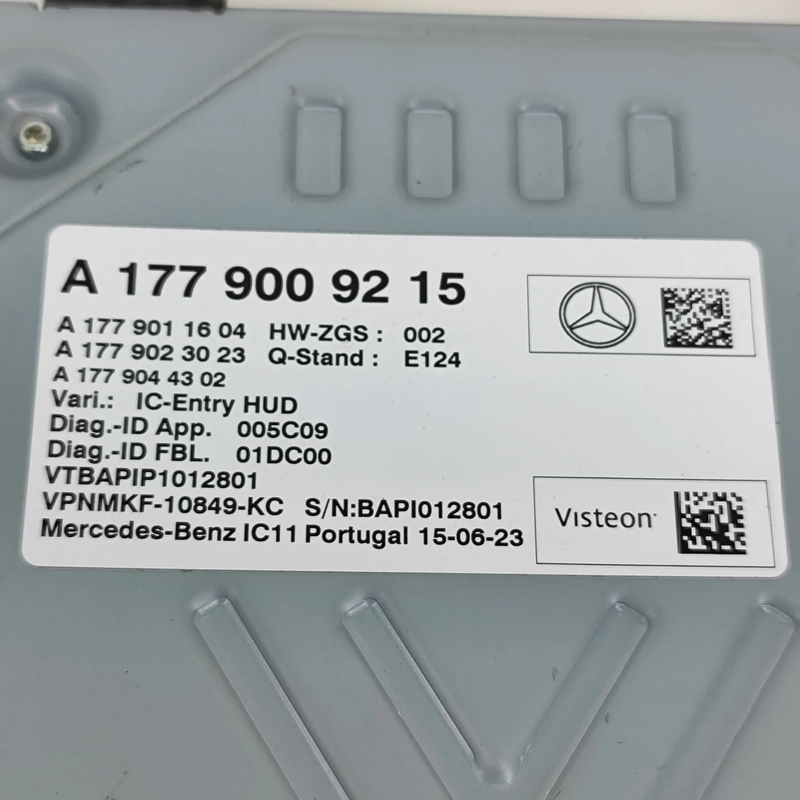 A 177 900 92 15
A 177 901 16 04 HW-ZGS : 002
A 177 902 30 23 Q-Stand : E124
A 177 904 43 02
Vari.: IC-Entry HUD
Diag.-ID App. 005C09
Diag.-ID FBL. 01DC00
VTBAPIP1012801
VPNMKF-10849-KC S/N:BAPI012801
Mercedes-Benz IC11 Portugal 15-06-23
Visteon